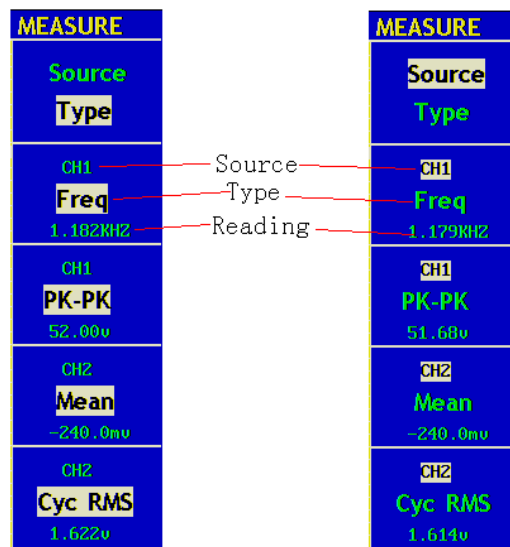 MEASURE
Source
Type
CH1
Freq
1.182KHZ
CH1
PK-PK
52.00v
CH2
Mean
-240.0mv
CH2
Cyc RMS
1.622v
Source
Type
Reading
MEASURE
Source
Type
CH1
Freq
1.179KHZ
CH1
PK-PK
51.68v
CH2
Mean
-240.0mv
CH2
Cyc RMS
1.614v